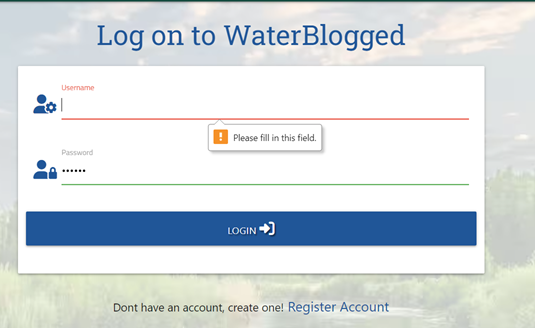 Log on to WaterBlogged
Username
Please fill in this field.
Password
••••••
LOGIN
Dont have an account, create one! Register Account